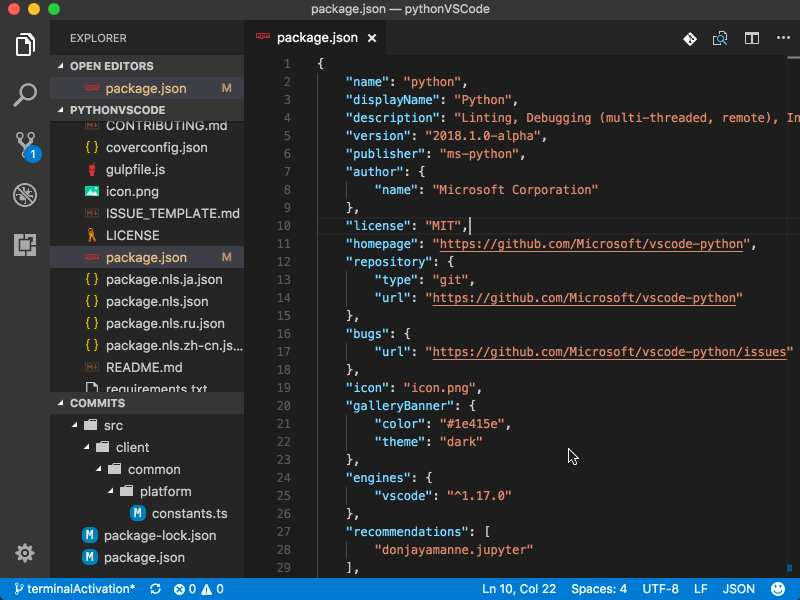 package.json — pythonVSCode
EXPLORER
OPEN EDITORS
package.json M
PYTHONVSCODE
CONTRIBUTING.md
{ } coverconfig.json
gulpfile.js
icon.png
ISSUE_TEMPLATE.md
LICENSE
package.json M
{ } package.nls.ja.json
{ } package.nls.json
{ } package.nls.ru.json
{ } package.nls.zh-cn.js...
README.md
requirements.txt
COMMITS
src
client
common
platform
M constants.ts
M package-lock.json
M package.json
1
package.json ×
1 {
2 "name": "python",
3 "displayName": "Python",
4 "description": "Linting, Debugging (multi-threaded, remote), In
5 "version": "2018.1.0-alpha",
6 "publisher": "ms-python",
7 "author": {
8 "name": "Microsoft Corporation"
9 },
10 "license": "MIT",
11 "homepage": "https://github.com/Microsoft/vscode-python",
12 "repository": {
13 "type": "git",
14 "url": "https://github.com/Microsoft/vscode-python"
15 },
16 "bugs": {
17 "url": "https://github.com/Microsoft/vscode-python/issues"
18 },
19 "icon": "icon.png",
20 "galleryBanner": {
21 "color": "#1e415e",
22 "theme": "dark"
23 },
24 "engines": {
25 "vscode": "^1.17.0"
26 },
27 "recommendations": [
28 "donjayamanne.jupyter"
29 ],
terminalActivation* 0 0 Ln 10, Col 22 Spaces: 4 UTF-8 LF JSON